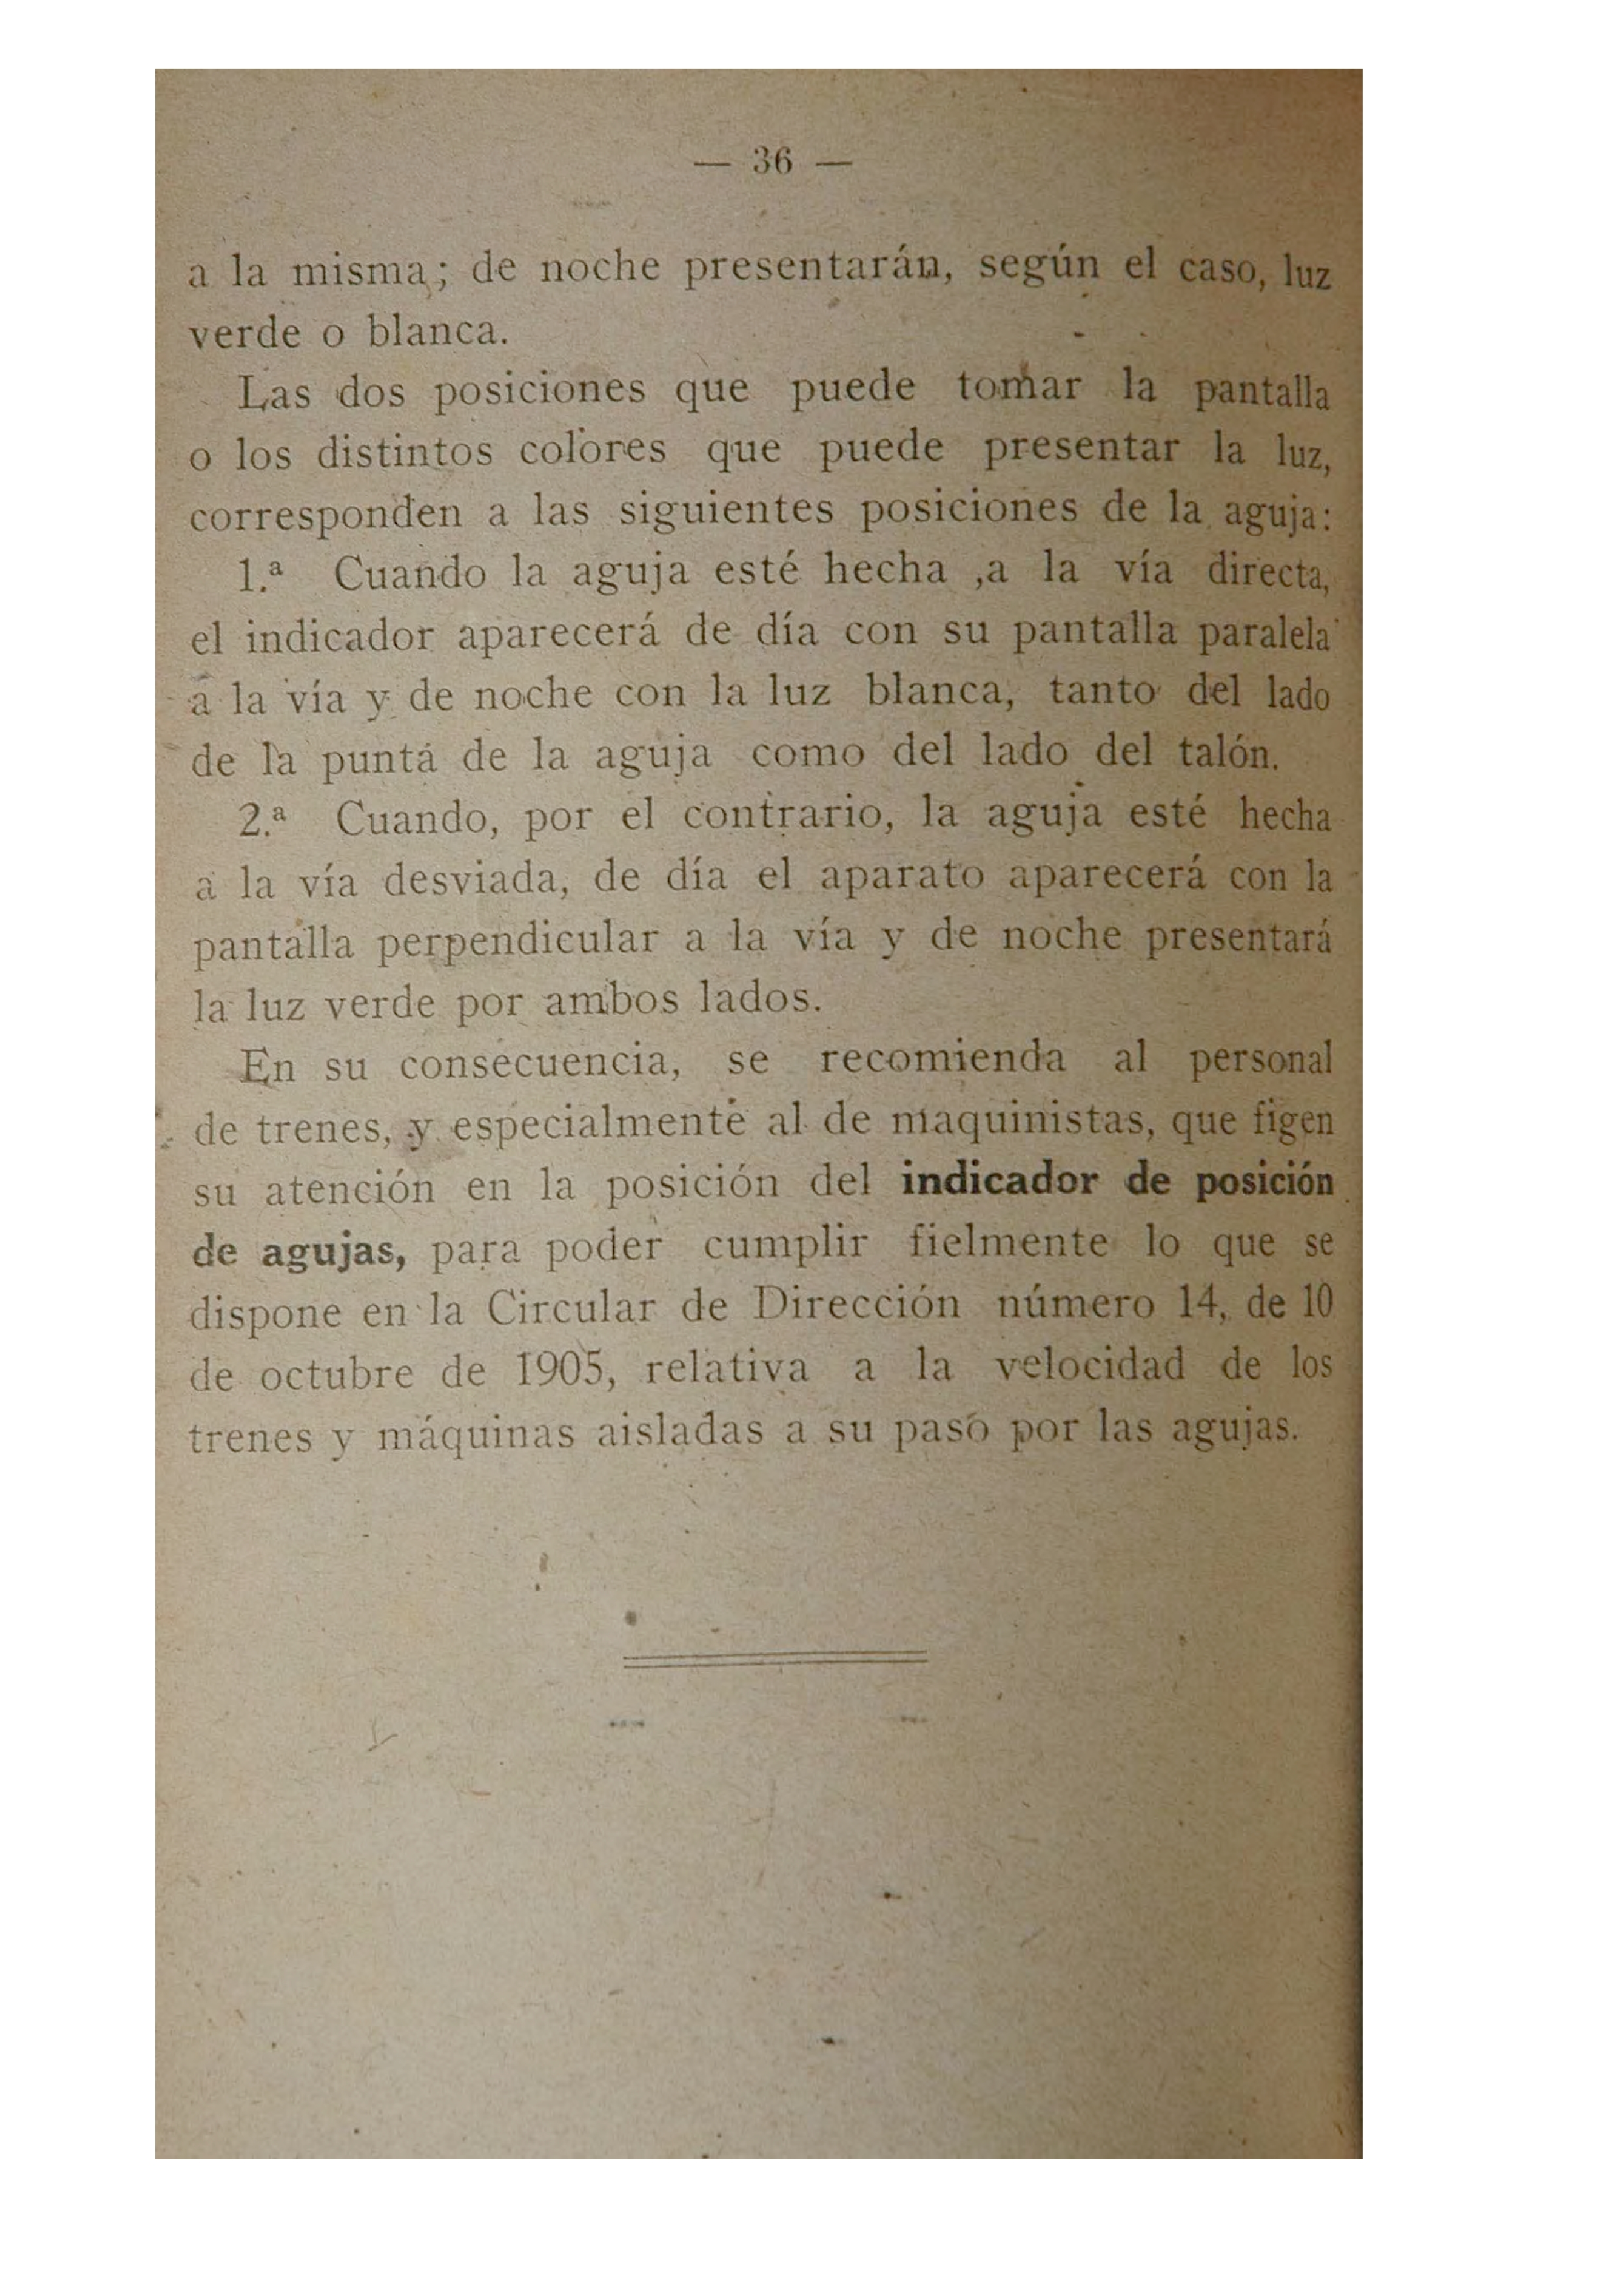 — 36 —
a la misma; de noche presentarán, según el caso, luz
verde o blanca.
Las dos posiciones que puede tomar la pantalla
o los distintos colores que puede presentar la luz,
corresponden a las siguientes posiciones de la aguja:
1.ª Cuando la aguja esté hecha ,a la vía directa,
el indicador aparecerá de día con su pantalla paralela
a la vía y de noche con la luz blanca, tanto del lado
de la punta de la aguja como del lado del talón.
2.ª Cuando, por el contrario, la aguja esté hecha
a la vía desviada, de día el aparato aparecerá con la
pantalla perpendicular a la vía y de noche presentará
la luz verde por ambos lados.
En su consecuencia, se recomienda al personal
de trenes, y especialmente al de maquinistas, que figen
su atención en la posición del indicador de posición
de agujas, para poder cumplir fielmente lo que se
dispone en la Circular de Dirección número 14, de 10
de octubre de 1905, relativa a la velocidad de los
trenes y máquinas aisladas a su paso por las agujas.